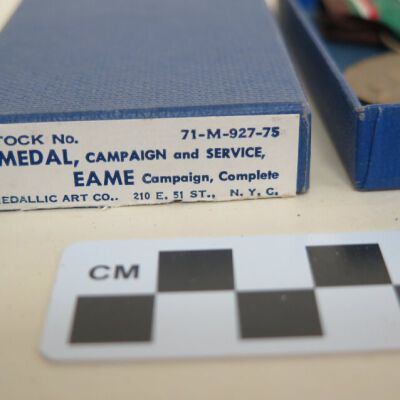 TOCK No. 71-M-927-75
MEDAL, CAMPAIGN and SERVICE,
EAME Campaign, Complete
EDALLIC ART CO.. 210 E. 51 ST., N. Y. C.
CM